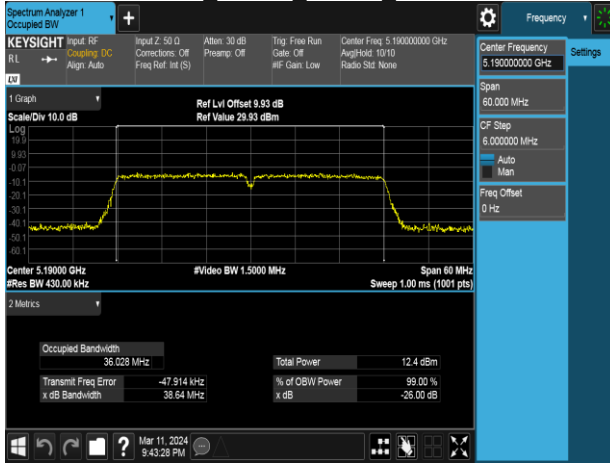 Spectrum Analyzer 1
Occupied BW
+
Frequency
KEYSIGHT
RL
LXI
Input: RF
Coupling: DC
Align: Auto
Input Z: 50 Ω
Corrections: Off
Freq Ref: Int (S)
Atten: 30 dB
Preamp: Off
Trig: Free Run
Gate: Off
#IF Gain: Low
Center Freq: 5.190000000 GHz
Avg|Hold: 10/10
Radio Std: None
Center Frequency
5.190000000 GHz
Settings
Span
60.000 MHz
CF Step
6.000000 MHz
Auto
Man
Freq Offset
0 Hz
1 Graph
Scale/Div 10.0 dB
Ref Lvl Offset 9.93 dB
Ref Value 29.93 dBm
Log
19.9
9.93
-0.07
-10.1
-20.1
-30.1
-40.1
-50.1
-60.1
Center 5.19000 GHz
#Res BW 430.00 kHz
#Video BW 1.5000 MHz
Span 60 MHz
Sweep 1.00 ms (1001 pts)
2 Metrics
Occupied Bandwidth
36.028 MHz
Total Power 12.4 dBm
Transmit Freq Error -47.914 kHz
% of OBW Power 99.00 %
x dB Bandwidth 38.64 MHz
x dB -26.00 dB
?
Mar 11, 2024
9:43:28 PM